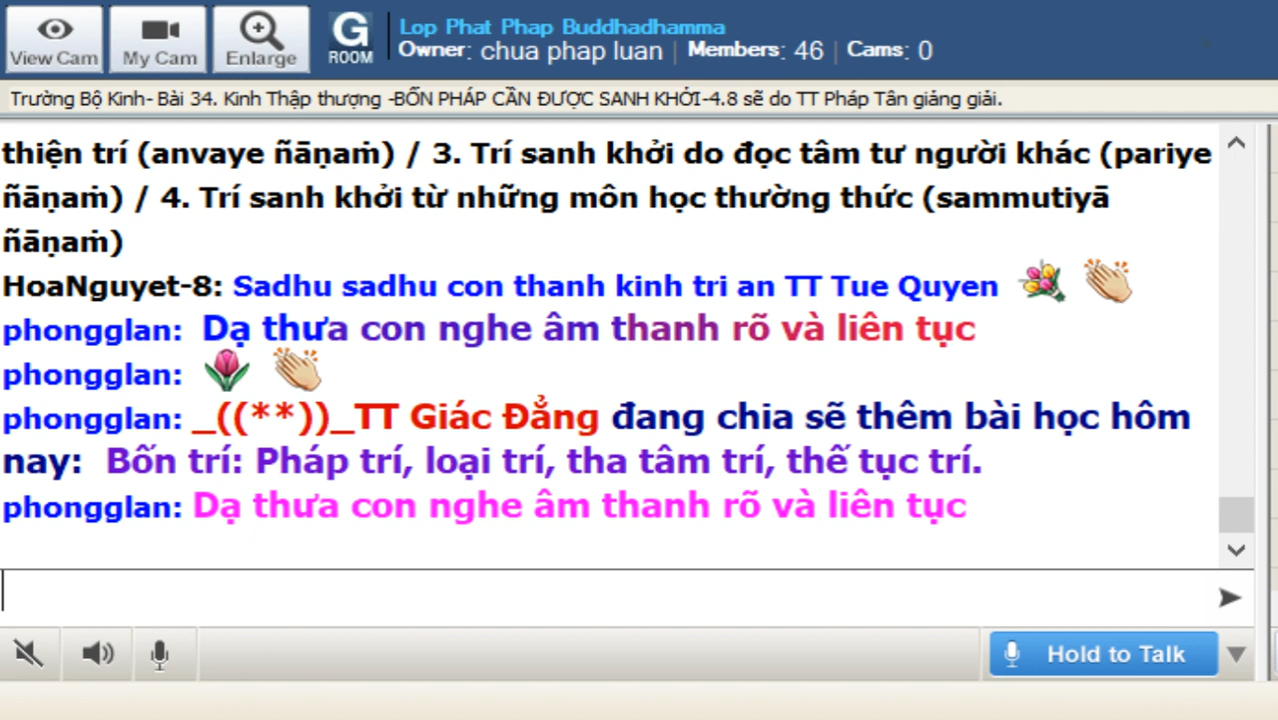 Lop Phat Phap Buddhadhamma
View Cam My Cam Enlarge G ROOM Owner: chua phap luan | Members: 46 | Cams: 0
Trường Bộ Kinh- Bài 34. Kinh Thập thượng -BỐN PHÁP CẦN ĐƯỢC SANH KHỞI-4.8 sẽ do TT Pháp Tân giảng giải.
thiện trí (anvaye ñāṇaṁ) / 3. Trí sanh khởi do đọc tâm tư người khác (pariye
ñāṇaṁ) / 4. Trí sanh khởi từ những môn học thường thức (sammutiyā
ñāṇaṁ)
HoaNguyet-8: Sadhu sadhu con thanh kinh tri an TT Tue Quyen
phongglan: Dạ thưa con nghe âm thanh rõ và liên tục
phongglan:
phongglan: _((**))_TT Giác Đẳng đang chia sẽ thêm bài học hôm
nay: Bốn trí: Pháp trí, loại trí, tha tâm trí, thế tục trí.
phongglan: Dạ thưa con nghe âm thanh rõ và liên tục
Hold to Talk